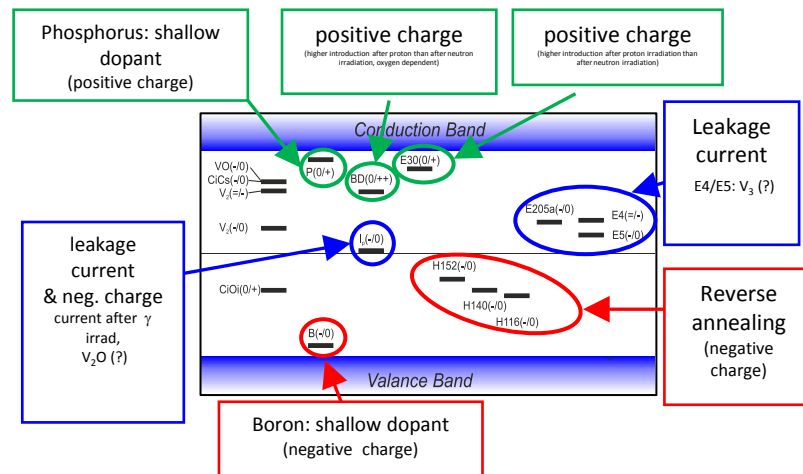 Phosphorus: shallow
dopant
(positive charge)
positive charge
(higher introduction after proton than after neutron
irradiation, oxygen dependent)
positive charge
(higher introduction after proton irradiation than
after neutron irradiation)
Leakage
current
E4/E5: V₃ (?)
leakage
current
& neg. charge
current after γ
irrad,
V₂O (?)
Conduction Band
VO(-/0)
CiCs(-/0)
V₂(=/-)
V₂(-/0)
CiOi(0/+)
P(0/+)
BD(0/++)
E30(0/+)
Iₚ(-/0)
B(-/0)
E205a(-/0)
E4(=/-)
E5(-/0)
H152(-/0)
H140(-/0)
H116(-/0)
Valance Band
Reverse
annealing
(negative
charge)
Boron: shallow dopant
(negative charge)